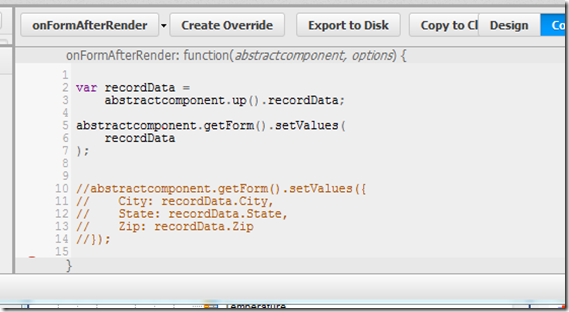 onFormAfterRender Create Override Export to Disk Copy to Cl Design Co
onFormAfterRender: function(abstractcomponent, options) {
1
2 var recordData =
3 abstractcomponent.up().recordData;
4
5 abstractcomponent.getForm().setValues(
6 recordData
7 );
8
9
10 //abstractcomponent.getForm().setValues({
11 // City: recordData.City,
12 // State: recordData.State,
13 // Zip: recordData.Zip
14 //});
15
}
Temperature